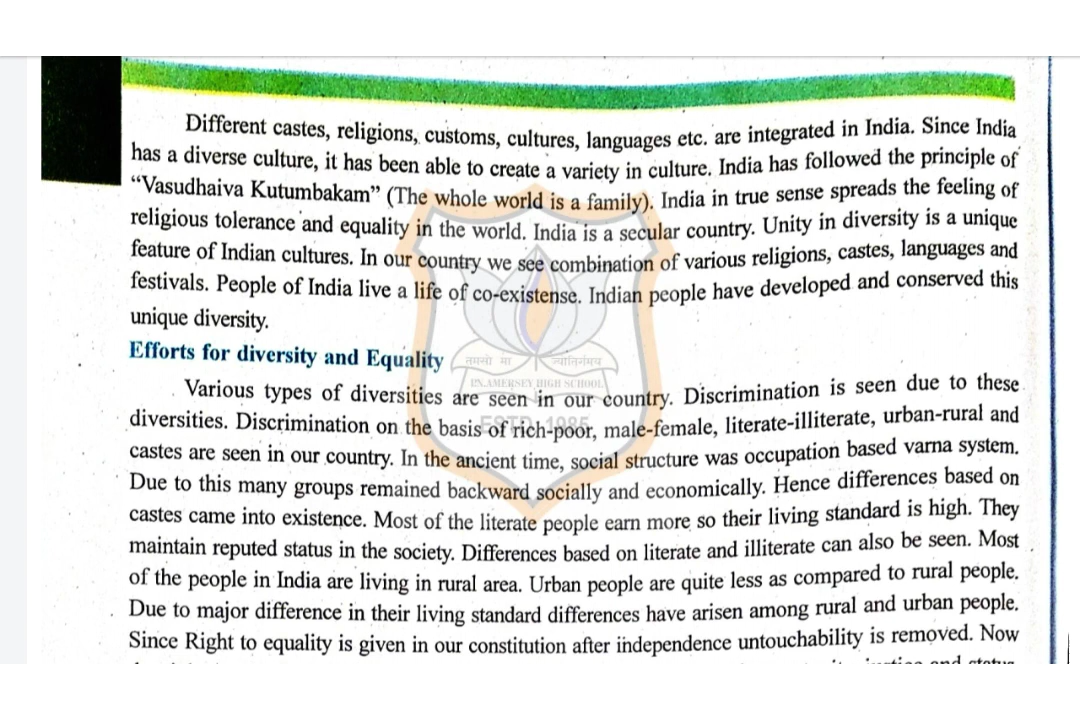 Different castes, religions, customs, cultures, languages etc. are integrated in India. Since India
has a diverse culture, it has been able to create a variety in culture. India has followed the principle of
“Vasudhaiva Kutumbakam” (The whole world is a family). India in true sense spreads the feeling of
religious tolerance and equality in the world. India is a secular country. Unity in diversity is a unique
feature of Indian cultures. In our country we see combination of various religions, castes, languages and
festivals. People of India live a life of co-existense. Indian people have developed and conserved this
unique diversity.
Efforts for diversity and Equality
तमसो मा ज्योतिर्गमय
Various types of diversities are seen in our country. Discrimination is seen due to these
HIGH SCHOOL
diversities. Discrimination on the basis of rich-poor, male-female, literate-illiterate, urban-rural and
ESTD. 1985
castes are seen in our country. In the ancient time, social structure was occupation based varna system.
Due to this many groups remained backward socially and economically. Hence differences based on
castes came into existence. Most of the literate people earn more so their living standard is high. They
maintain reputed status in the society. Differences based on literate and illiterate can also be seen. Most
of the people in India are living in rural area. Urban people are quite less as compared to rural people.
Due to major difference in their living standard differences have arisen among rural and urban people.
Since Right to equality is given in our constitution after independence untouchability is removed. Now
and status